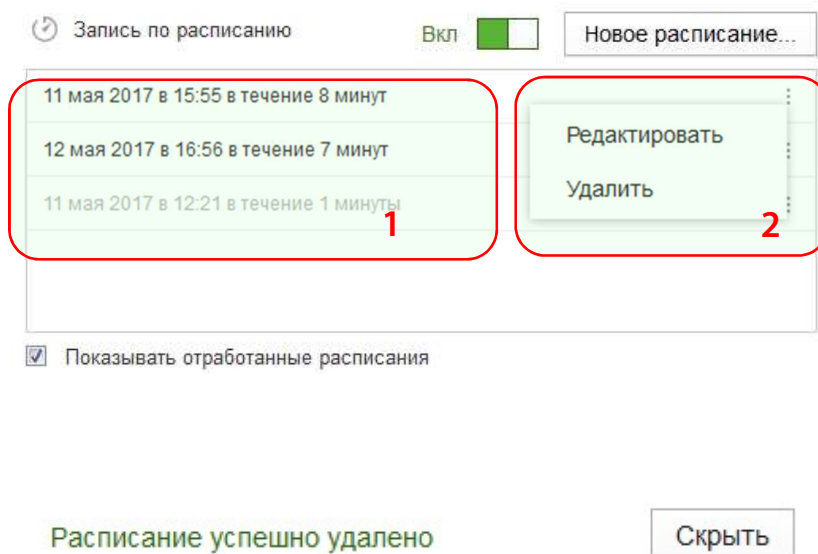 Запись по расписанию Вкл Новое расписание...
11 мая 2017 в 15:55 в течение 8 минут
Редактировать
12 мая 2017 в 16:56 в течение 7 минут
Удалить
11 мая 2017 в 12:21 в течение 1 минуты
1 2
Показывать отработанные расписания
Расписание успешно удалено Скрыть